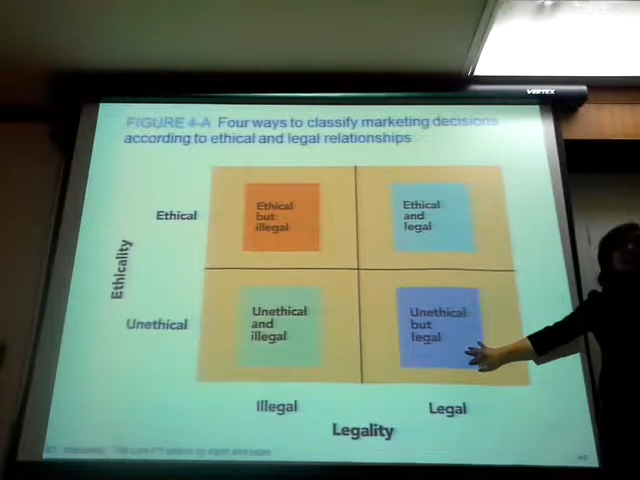 VERTEX
FIGURE 4-A Four ways to classify marketing decisions
according to ethical and legal relationships
Ethicality
Ethical
Ethical
but
illegal
Ethical
and
legal
Unethical
Unethical
and
illegal
Unethical
but
legal
Illegal
Legal
Legality